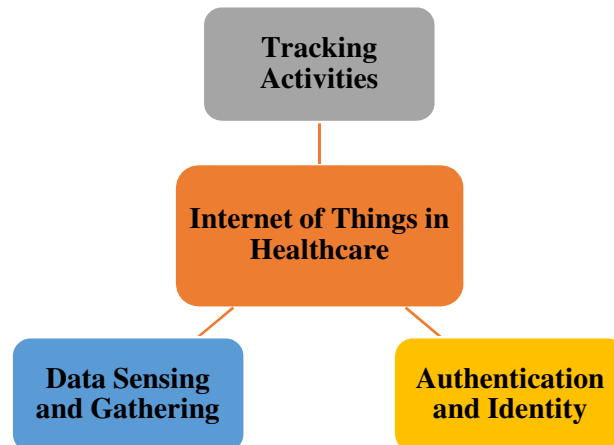 Tracking
Activities
Internet of Things in
Healthcare
Data Sensing
and Gathering
Authentication
and Identity